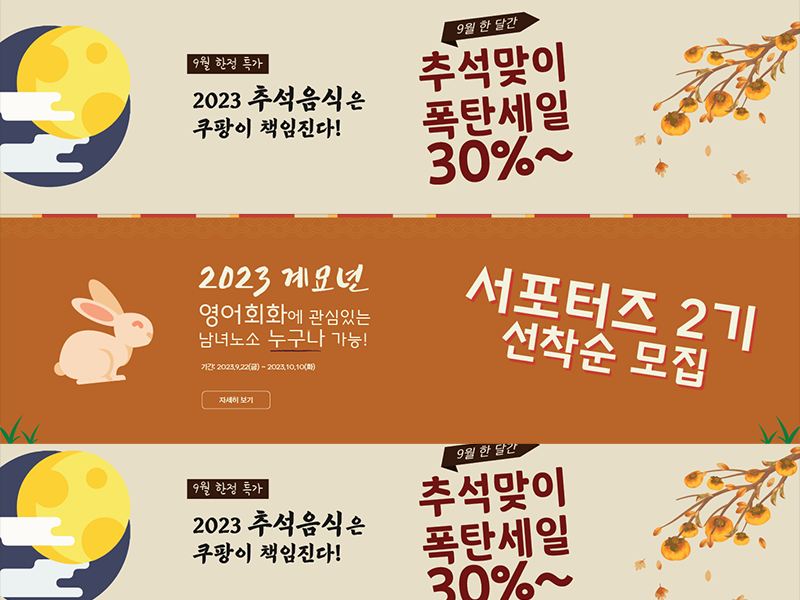 9월 한정 특가
2023 추석음식은
쿠팡이 책임진다!
9월 한 달간
추석맞이
폭탄세일
30%~
2023 계묘년
영어회화에 관심있는
남녀노소 누구나 가능!
기간: 2023.9.22(금) ~ 2023.10.10(화)
자세히 보기
서포터즈 2기
선착순 모집
9월 한정 특가
2023 추석음식은
쿠팡이 책임진다!
9월 한 달간
추석맞이
폭탄세일
30%~